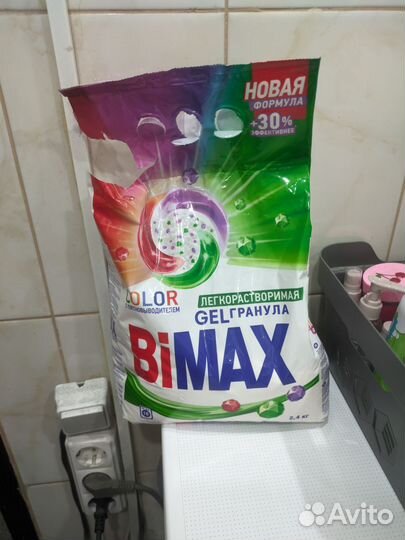 НОВАЯ
ФОРМУЛА
+30%
ЭФФЕКТИВНЕЕ
COLOR
ЛЕГКОРАСТВОРИМАЯ
GEL ГРАНУЛА
BiMAX
2,4 кг
Avito